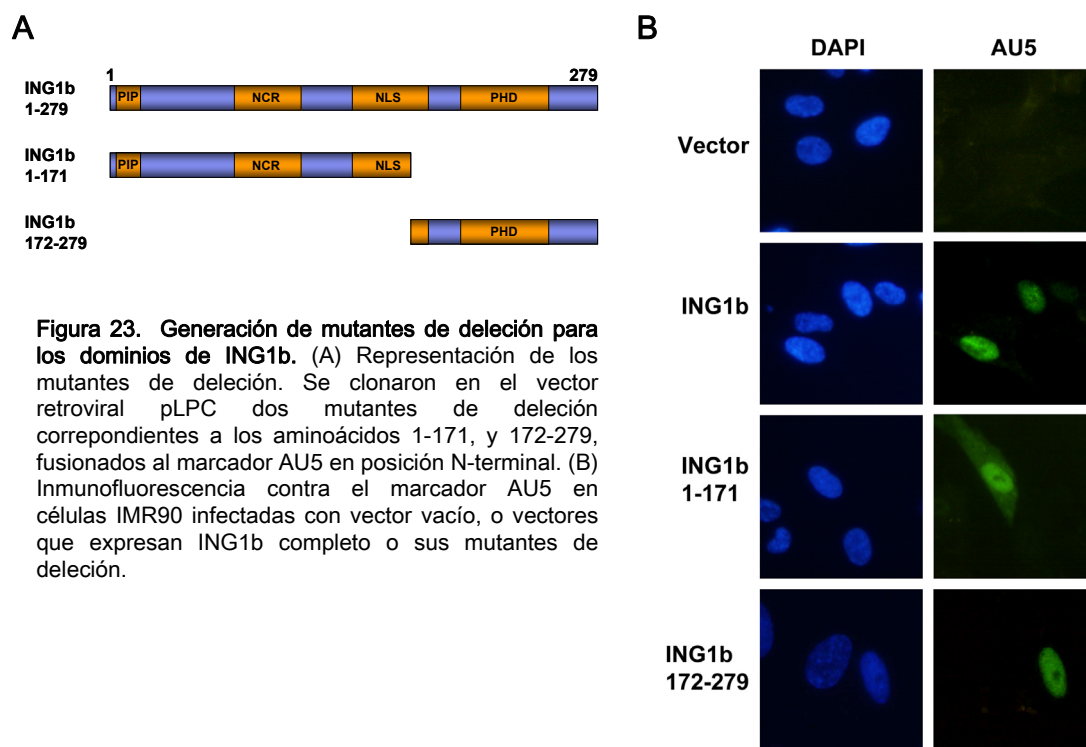 A
1 279
ING1b
1-279
PIP NCR NLS PHD
ING1b
1-171
PIP NCR NLS
ING1b
172-279
PHD
Figura 23. Generación de mutantes de deleción para
los dominios de ING1b. (A) Representación de los
mutantes de deleción. Se clonaron en el vector
retroviral pLPC dos mutantes de deleción
correpondientes a los aminoácidos 1-171, y 172-279,
fusionados al marcador AU5 en posición N-terminal. (B)
Inmunofluorescencia contra el marcador AU5 en
células IMR90 infectadas con vector vacío, o vectores
que expresan ING1b completo o sus mutantes de
deleción.
B
DAPI AU5
Vector
ING1b
ING1b
1-171
ING1b
172-279